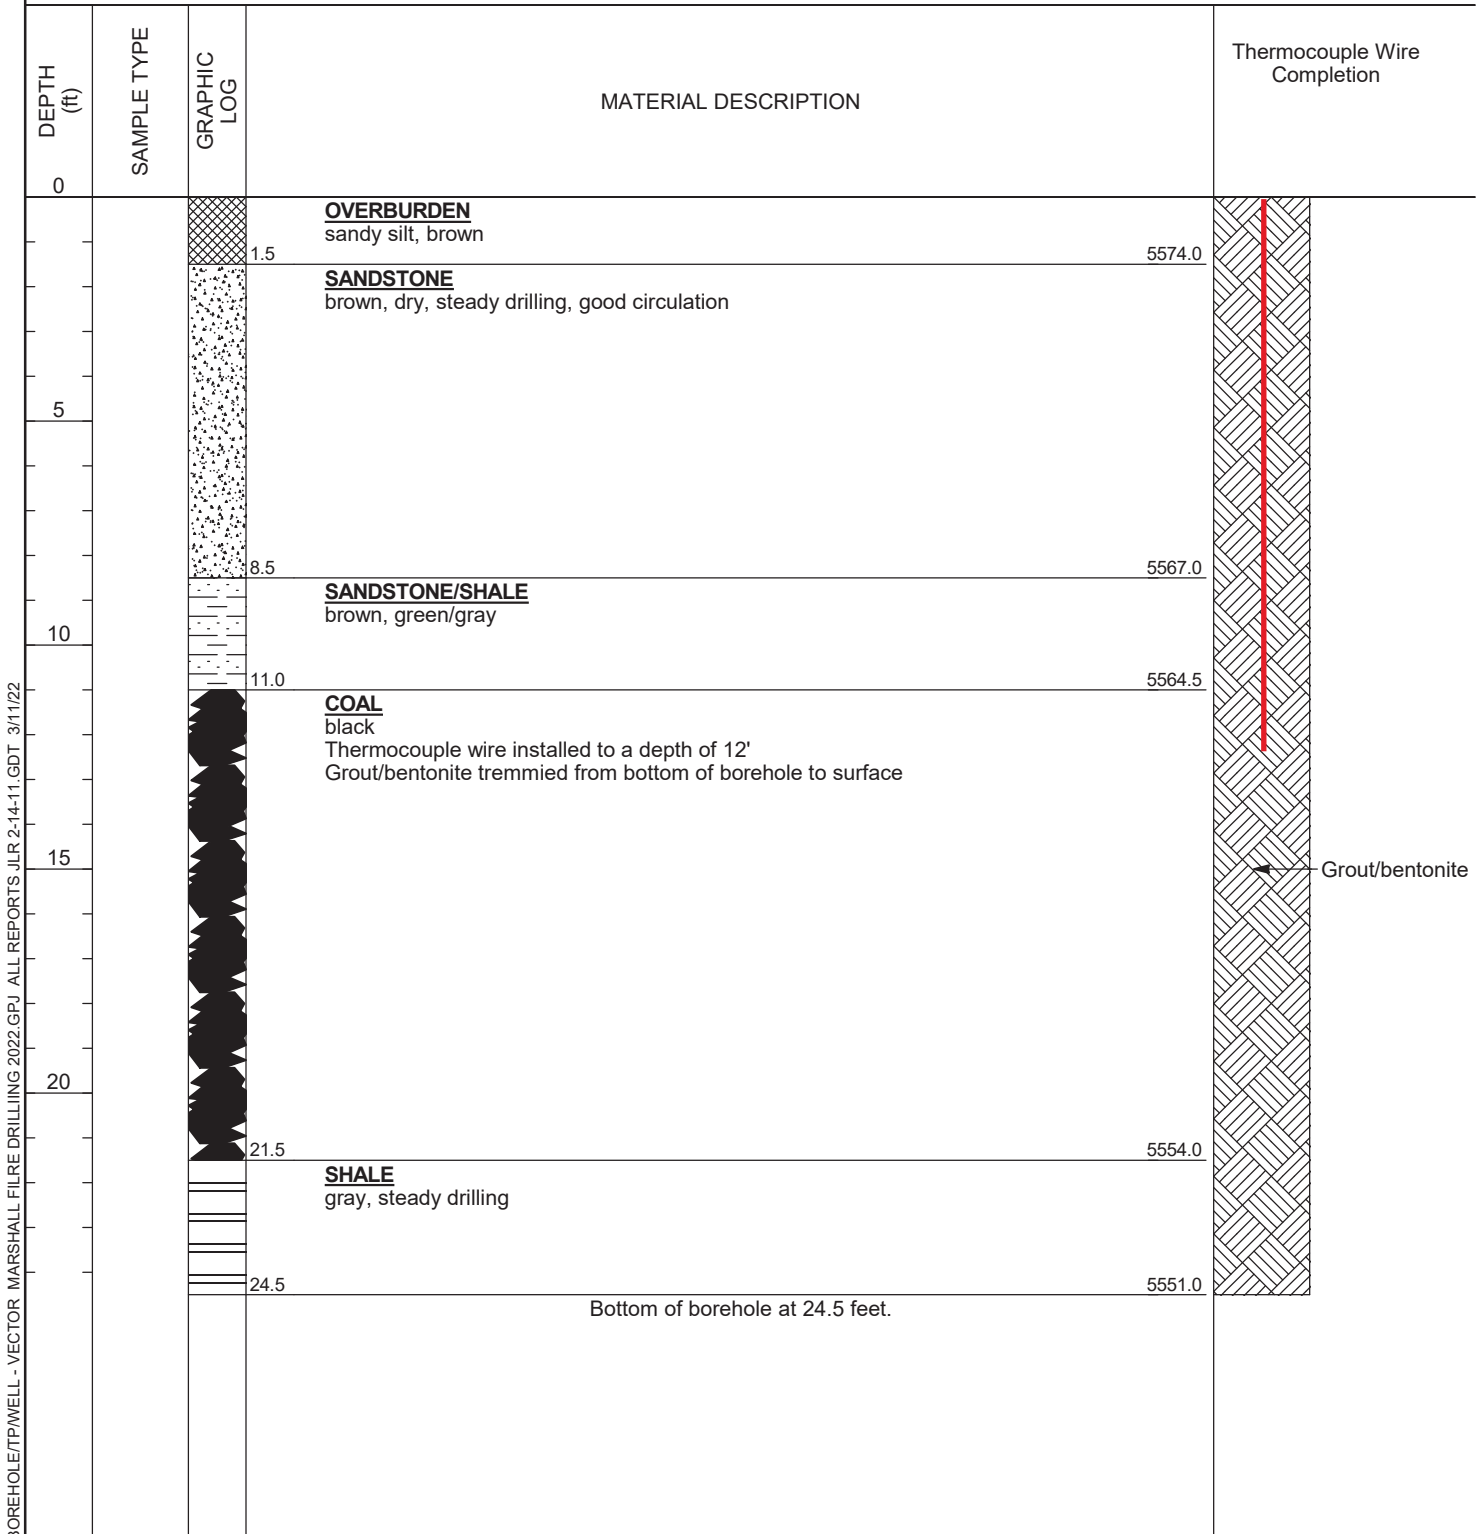 DEPTH
(ft)
SAMPLE TYPE
GRAPHIC
LOG
MATERIAL DESCRIPTION
Thermocouple Wire
Completion
0
OVERBURDEN
sandy silt, brown
1.5 5574.0
SANDSTONE
brown, dry, steady drilling, good circulation
5
8.5 5567.0
SANDSTONE/SHALE
brown, green/gray
10
11.0 5564.5
COAL
black
Thermocouple wire installed to a depth of 12'
Grout/bentonite tremmied from bottom of borehole to surface
15
Grout/bentonite
20
21.5 5554.0
SHALE
gray, steady drilling
24.5 5551.0
Bottom of borehole at 24.5 feet.
BOREHOLE/TP/WELL - VECTOR MARSHALL FILRE DRILLIING 2022.GPJ ALL REPORTS JLR 2-14-11.GDT 3/11/22